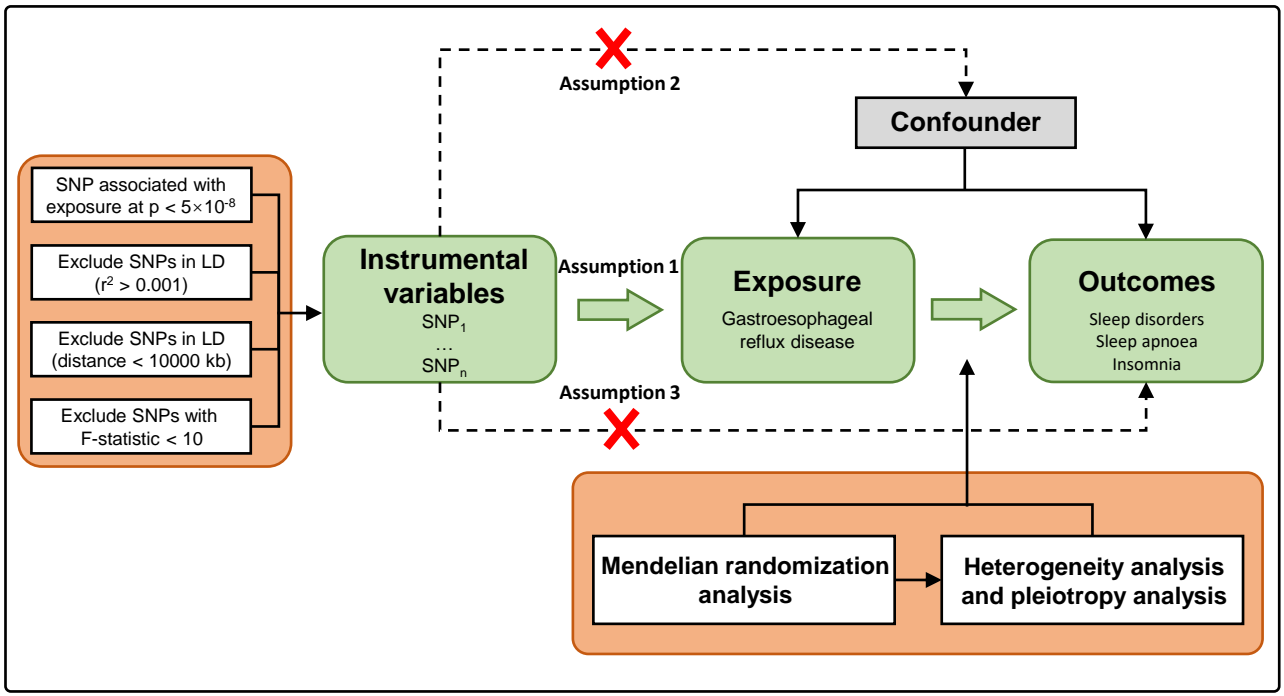 Assumption 2
Confounder
SNP associated with
exposure at p < 5×10⁻⁸
Exclude SNPs in LD
(r² > 0.001)
Exclude SNPs in LD
(distance < 10000 kb)
Exclude SNPs with
F-statistic < 10
Instrumental
variables
SNP₁
...
SNPₙ
Assumption 1
Exposure
Gastroesophageal
reflux disease
Outcomes
Sleep disorders
Sleep apnoea
Insomnia
Assumption 3
Mendelian randomization
analysis
Heterogeneity analysis
and pleiotropy analysis